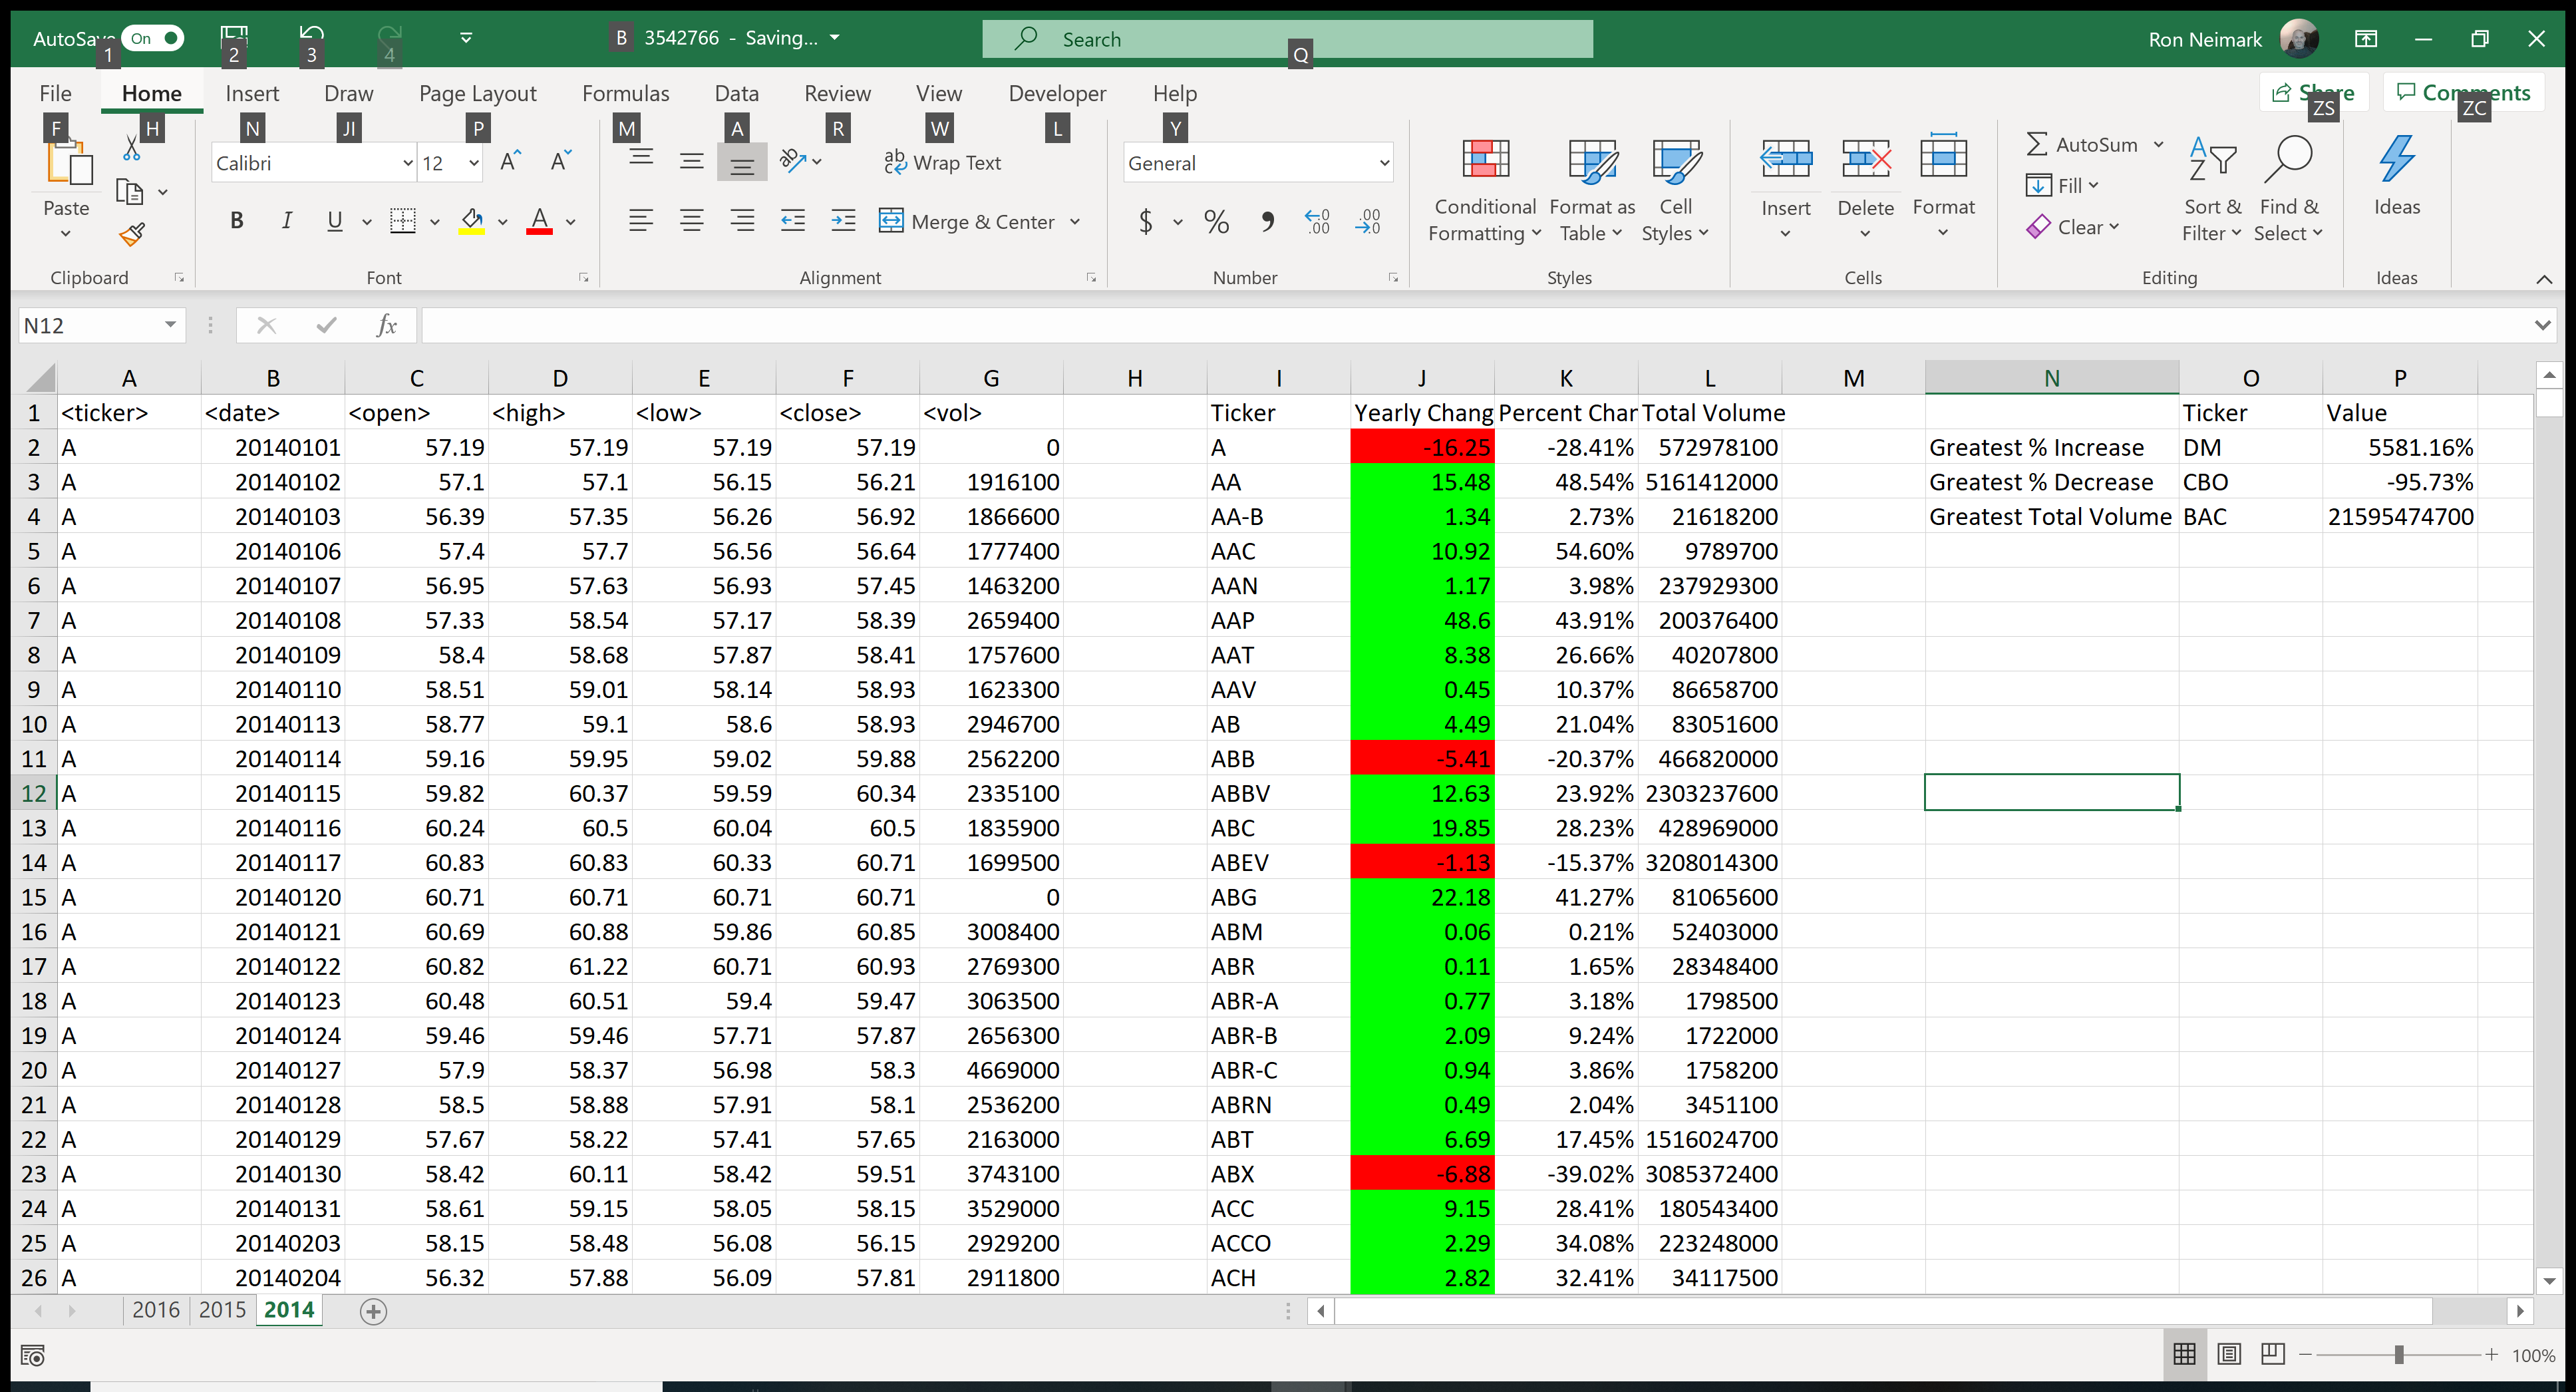 AutoSave On 3542766 - Saving... Search Ron Neimark
1 2 3 4 B Q
File Home Insert Draw Page Layout Formulas Data Review View Developer Help Share Comments
F H N JI P M A R W L Y ZS ZC
Calibri 12 Wrap Text General AutoSum
Paste Fill
B I U Merge & Center $ % Conditional Formatting Format as Table Cell Styles Insert Delete Format Clear Sort & Filter Find & Select Ideas
Clipboard Font Alignment Number Styles Cells Editing Ideas
N12 fx
A B C D E F G H I J K L M N O P
1 <ticker> <date> <open> <high> <low> <close> <vol> Ticker Yearly Chang Percent Char Total Volume Ticker Value
2 A 20140101 57.19 57.19 57.19 57.19 0 A -16.25 -28.41% 572978100 Greatest % Increase DM 5581.16%
3 A 20140102 57.1 57.1 56.15 56.21 1916100 AA 15.48 48.54% 5161412000 Greatest % Decrease CBO -95.73%
4 A 20140103 56.39 57.35 56.26 56.92 1866600 AA-B 1.34 2.73% 21618200 Greatest Total Volume BAC 21595474700
5 A 20140106 57.4 57.7 56.56 56.64 1777400 AAC 10.92 54.60% 9789700
6 A 20140107 56.95 57.63 56.93 57.45 1463200 AAN 1.17 3.98% 237929300
7 A 20140108 57.33 58.54 57.17 58.39 2659400 AAP 48.6 43.91% 200376400
8 A 20140109 58.4 58.68 57.87 58.41 1757600 AAT 8.38 26.66% 40207800
9 A 20140110 58.51 59.01 58.14 58.93 1623300 AAV 0.45 10.37% 86658700
10 A 20140113 58.77 59.1 58.6 58.93 2946700 AB 4.49 21.04% 83051600
11 A 20140114 59.16 59.95 59.02 59.88 2562200 ABB -5.41 -20.37% 466820000
12 A 20140115 59.82 60.37 59.59 60.34 2335100 ABBV 12.63 23.92% 2303237600
13 A 20140116 60.24 60.5 60.04 60.5 1835900 ABC 19.85 28.23% 428969000
14 A 20140117 60.83 60.83 60.33 60.71 1699500 ABEV -1.13 -15.37% 3208014300
15 A 20140120 60.71 60.71 60.71 60.71 0 ABG 22.18 41.27% 81065600
16 A 20140121 60.69 60.88 59.86 60.85 3008400 ABM 0.06 0.21% 52403000
17 A 20140122 60.82 61.22 60.71 60.93 2769300 ABR 0.11 1.65% 28348400
18 A 20140123 60.48 60.51 59.4 59.47 3063500 ABR-A 0.77 3.18% 1798500
19 A 20140124 59.46 59.46 57.71 57.87 2656300 ABR-B 2.09 9.24% 1722000
20 A 20140127 57.9 58.37 56.98 58.3 4669000 ABR-C 0.94 3.86% 1758200
21 A 20140128 58.5 58.88 57.91 58.1 2536200 ABRN 0.49 2.04% 3451100
22 A 20140129 57.67 58.22 57.41 57.65 2163000 ABT 6.69 17.45% 1516024700
23 A 20140130 58.42 60.11 58.42 59.51 3743100 ABX -6.88 -39.02% 3085372400
24 A 20140131 58.61 59.15 58.05 58.15 3529000 ACC 9.15 28.41% 180543400
25 A 20140203 58.15 58.48 56.08 56.15 2929200 ACCO 2.29 34.08% 223248000
26 A 20140204 56.32 57.88 56.09 57.81 2911800 ACH 2.82 32.41% 34117500
2016 2015 2014
100%